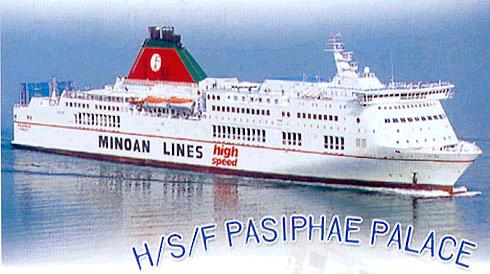 MINOAN LINES high speed
H/S/F PASIPHAE PALACE